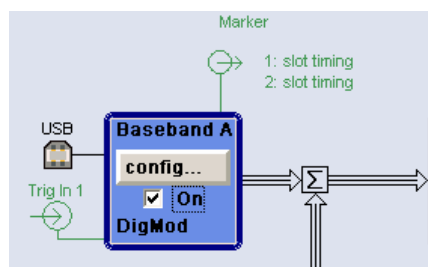 Marker
1: slot timing
2: slot timing
USB
Baseband A
config...
Trig In 1
On
DigMod
Σ